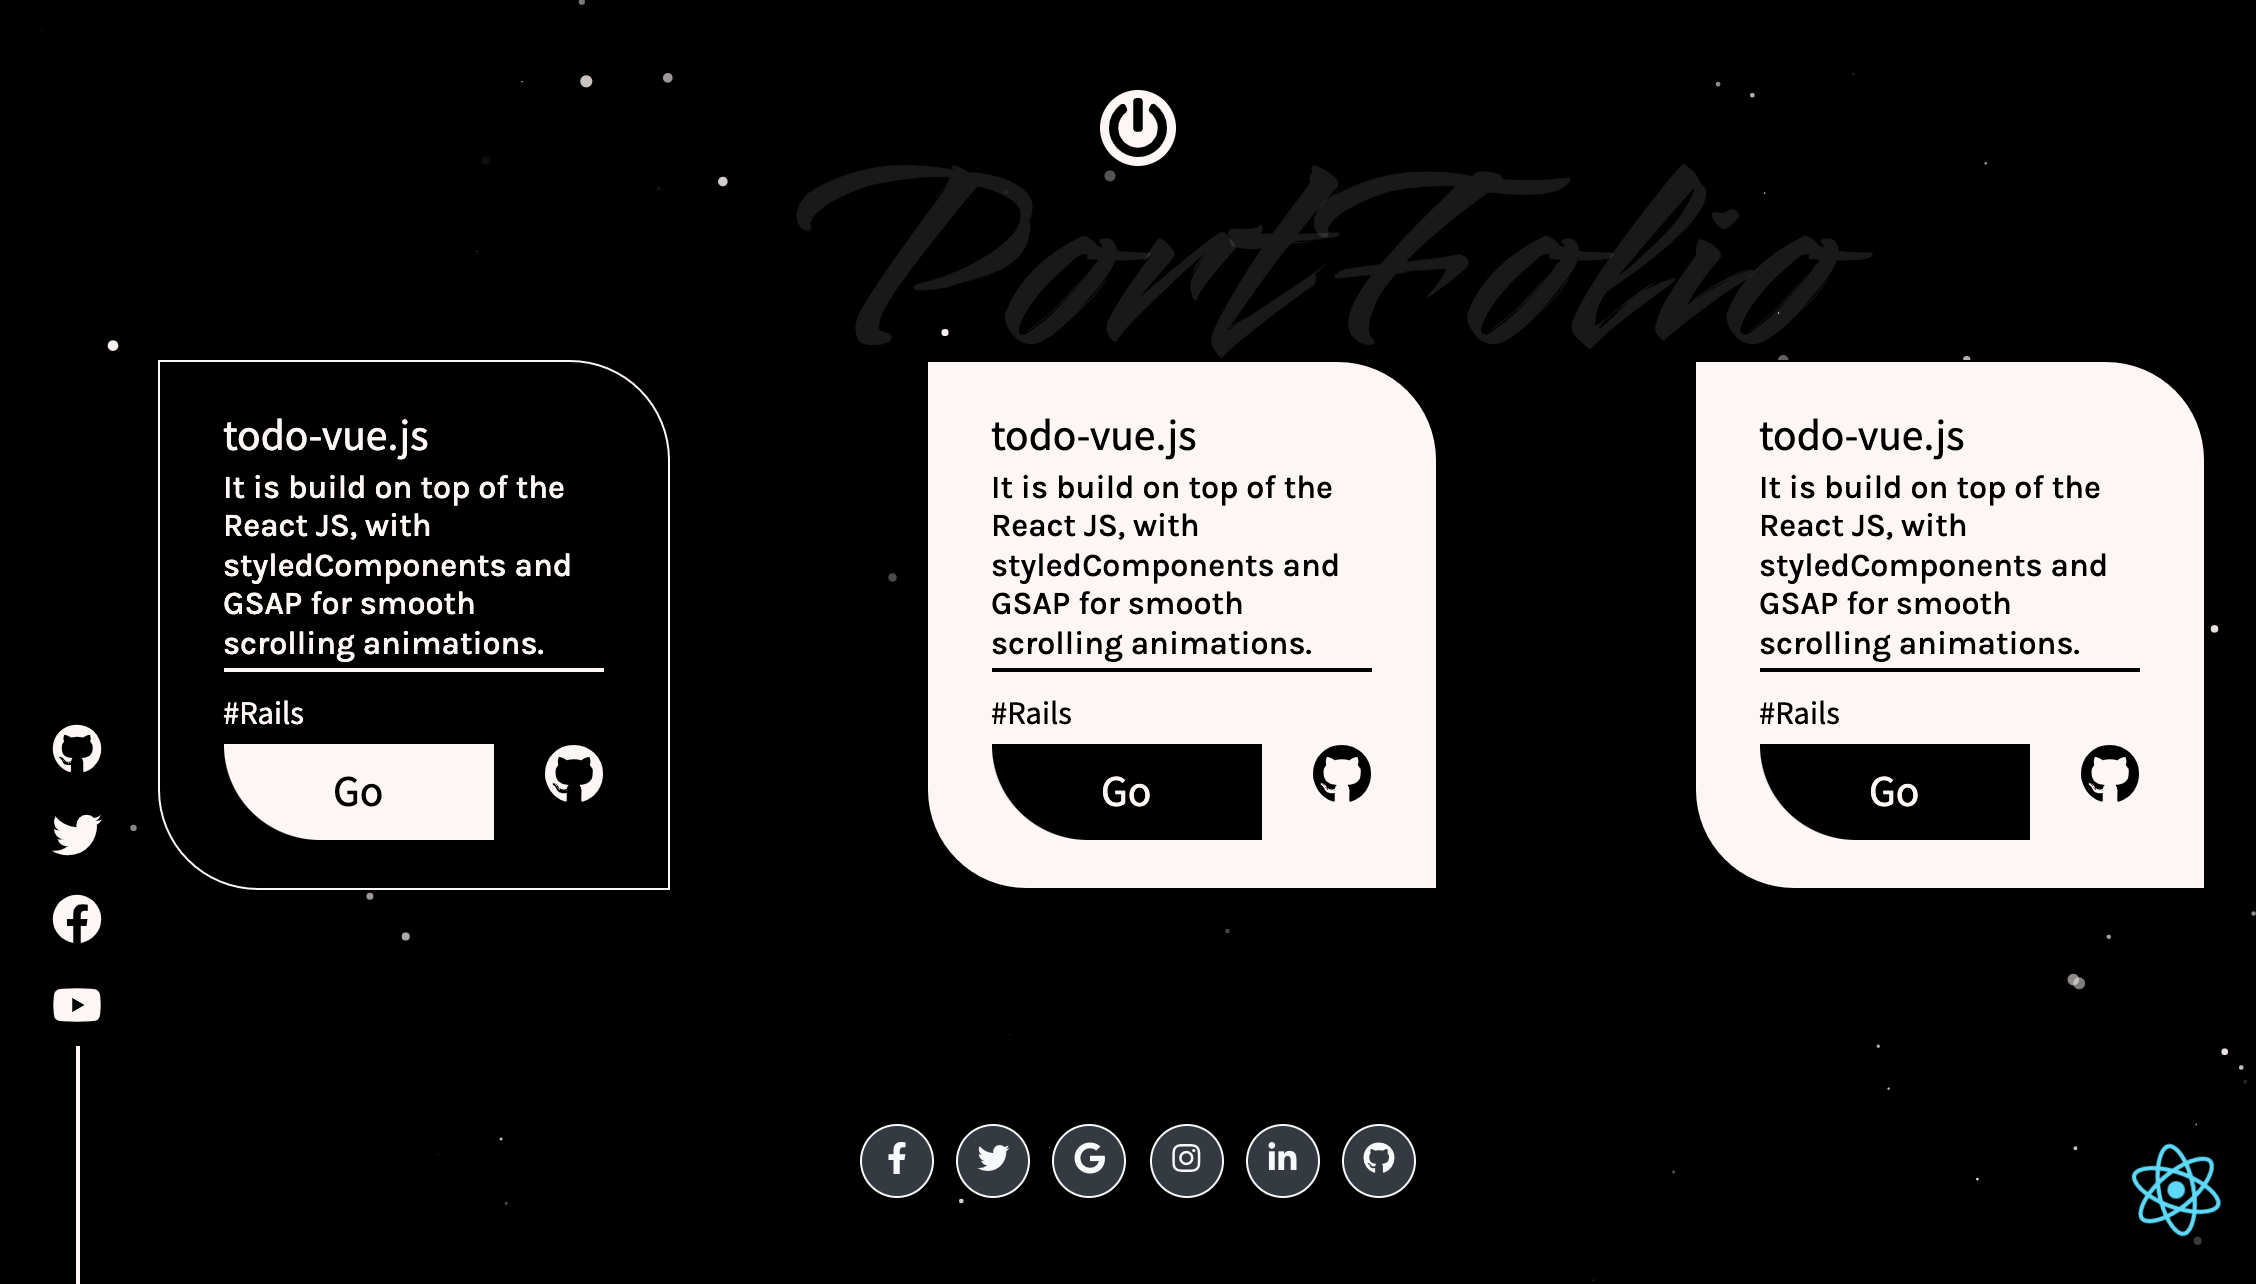 PortFolio
todo-vue.js
It is build on top of the
React JS, with
styledComponents and
GSAP for smooth
scrolling animations.
#Rails
Go
todo-vue.js
It is build on top of the
React JS, with
styledComponents and
GSAP for smooth
scrolling animations.
#Rails
Go
todo-vue.js
It is build on top of the
React JS, with
styledComponents and
GSAP for smooth
scrolling animations.
#Rails
Go